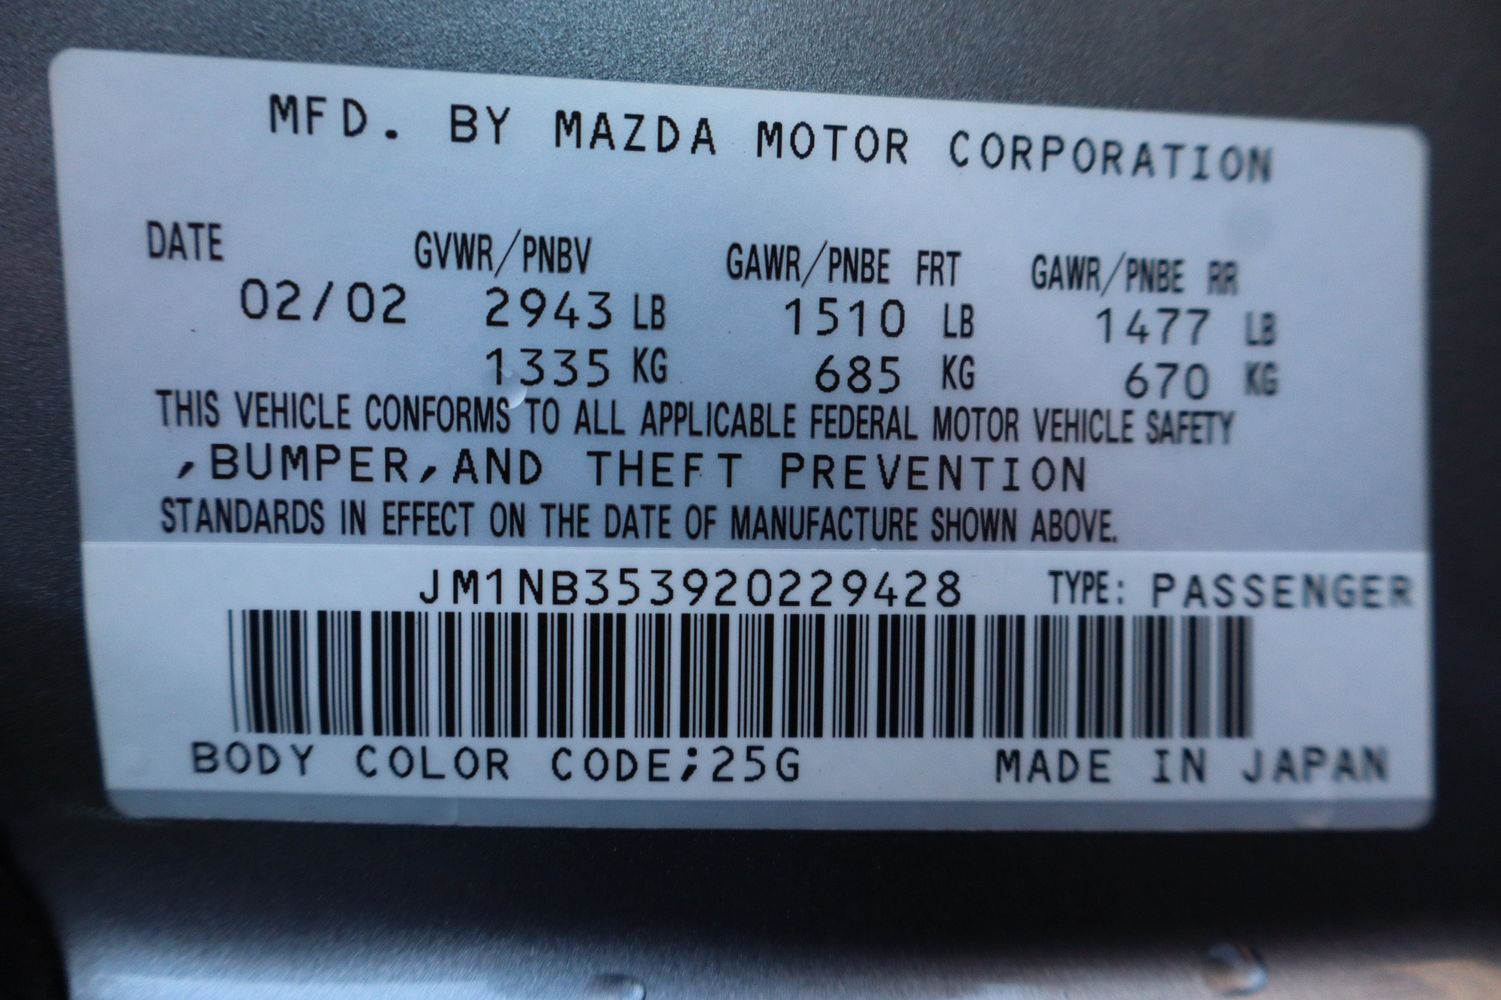 MFD. BY MAZDA MOTOR CORPORATION
DATE GVWR/PNBV GAWR/PNBE FRT GAWR/PNBE RR
02/02 2943 LB 1510 LB 1477 LB
1335 KG 685 KG 670 KG
THIS VEHICLE CONFORMS TO ALL APPLICABLE FEDERAL MOTOR VEHICLE SAFETY
,BUMPER,AND THEFT PREVENTION
STANDARDS IN EFFECT ON THE DATE OF MANUFACTURE SHOWN ABOVE.
JM1NB353920229428 TYPE: PASSENGER
BODY COLOR CODE;25G MADE IN JAPAN